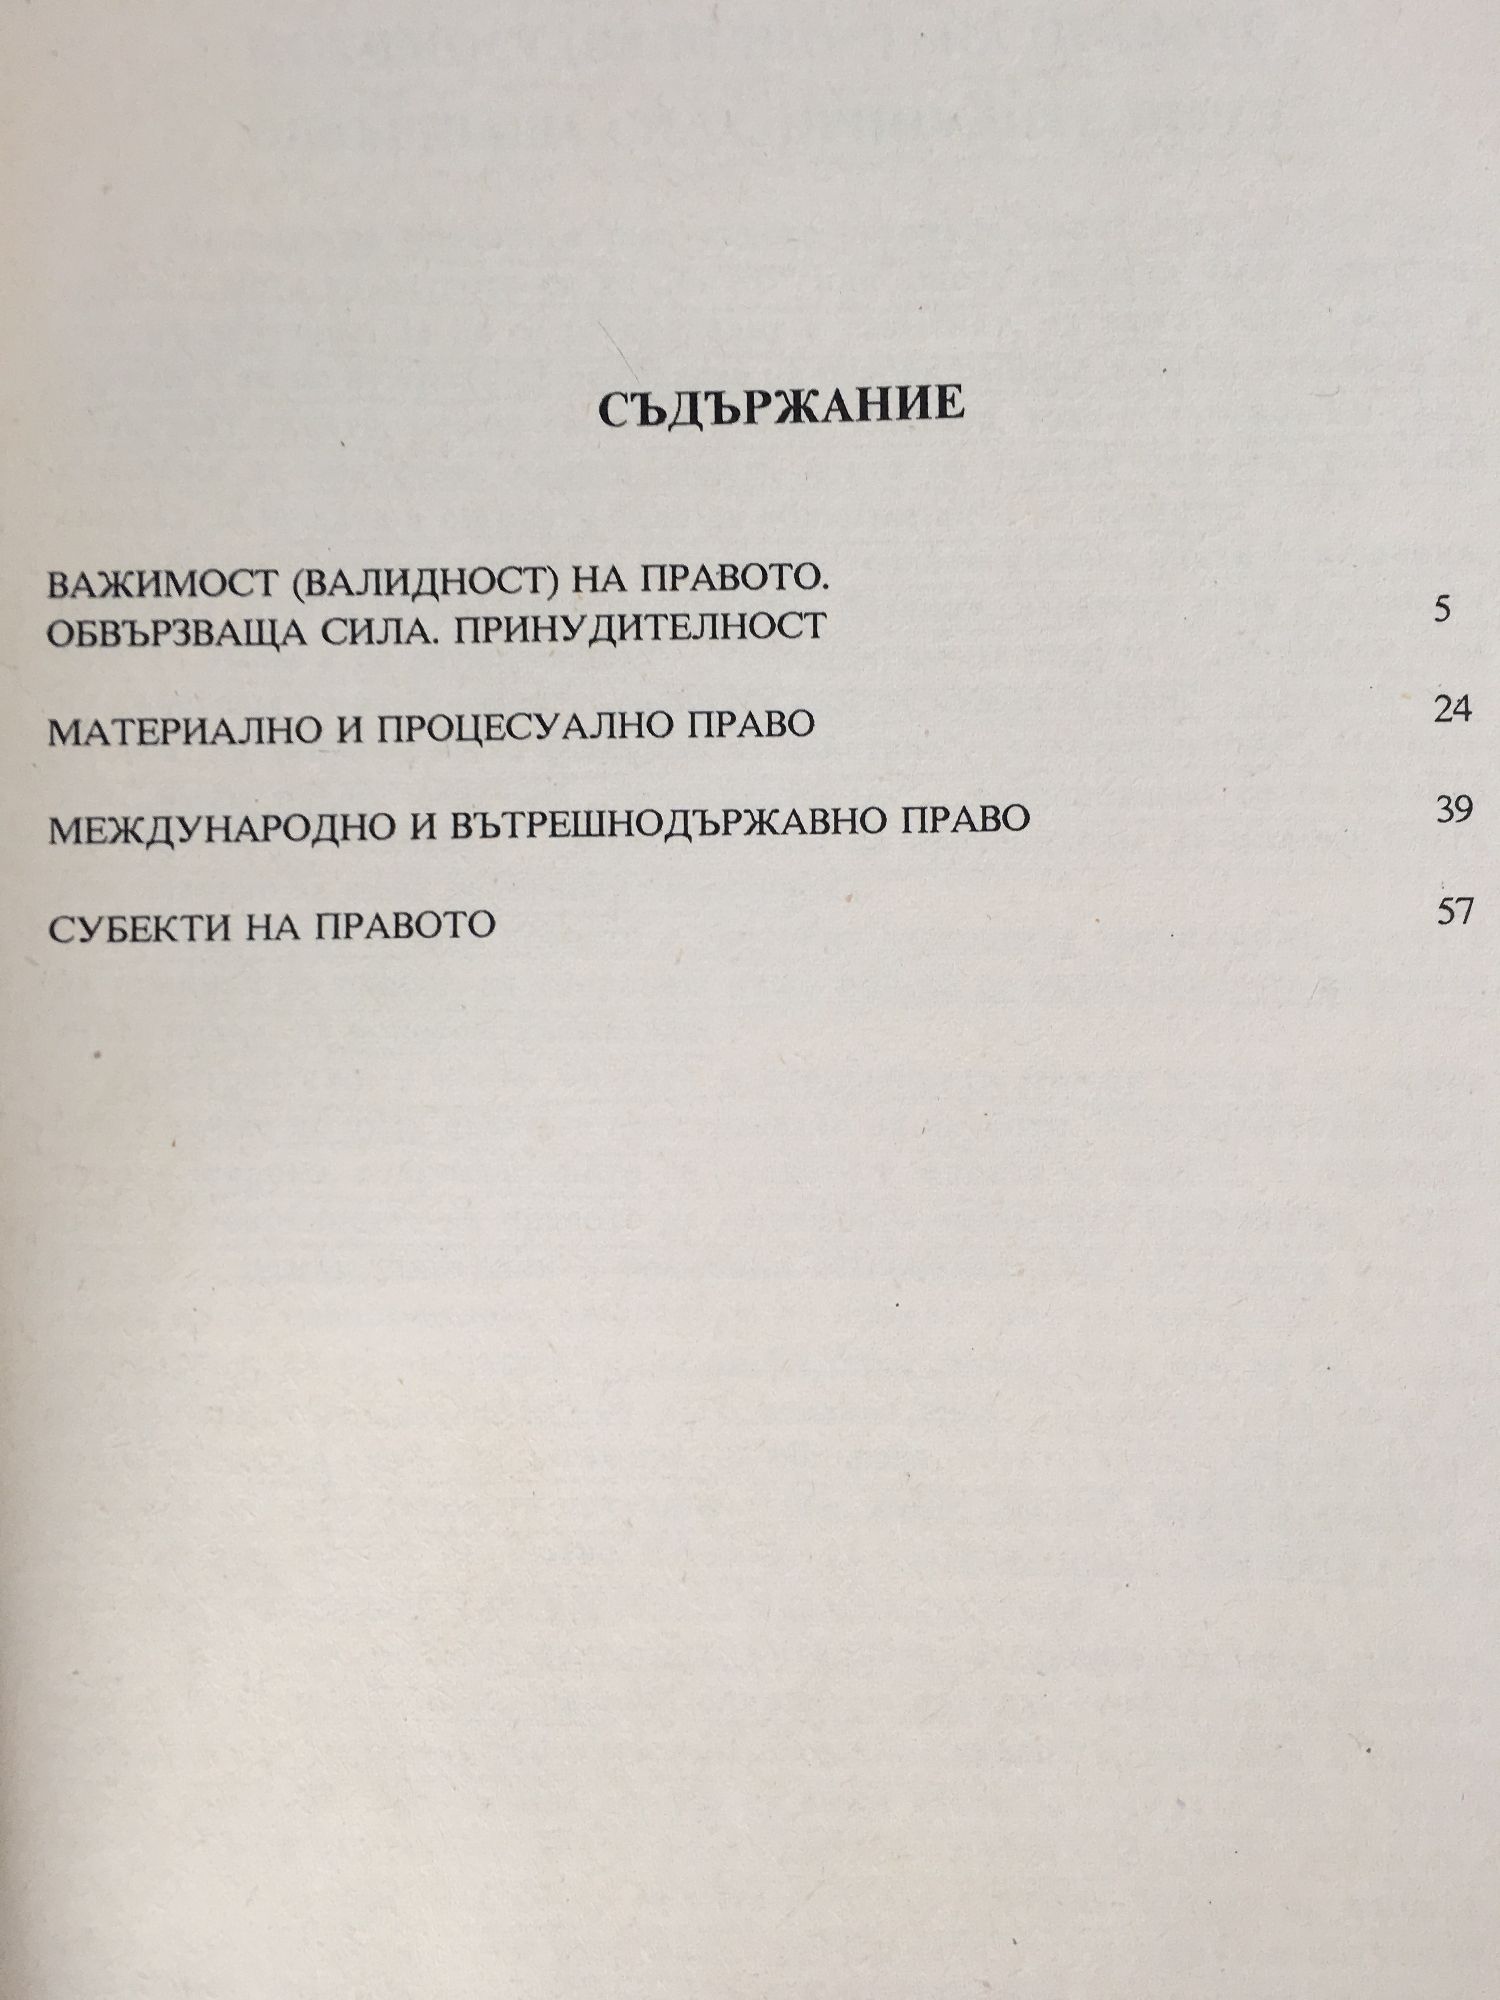 СЪДЪРЖАНИЕ
ВАЖИМОСТ (ВАЛИДНОСТ) НА ПРАВОТО.
ОБВЪРЗВАЩА СИЛА. ПРИНУДИТЕЛНОСТ 5
МАТЕРИАЛНО И ПРОЦЕСУАЛНО ПРАВО 24
МЕЖДУНАРОДНО И ВЪТРЕШНОДЪРЖАВНО ПРАВО 39
СУБЕКТИ НА ПРАВОТО 57